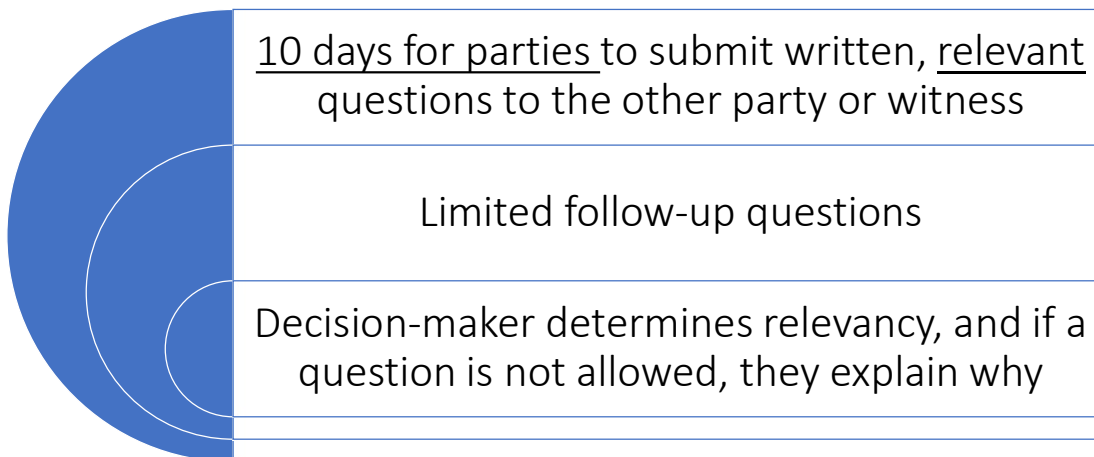 10 days for parties to submit written, relevant
questions to the other party or witness
Limited follow-up questions
Decision-maker determines relevancy, and if a
question is not allowed, they explain why